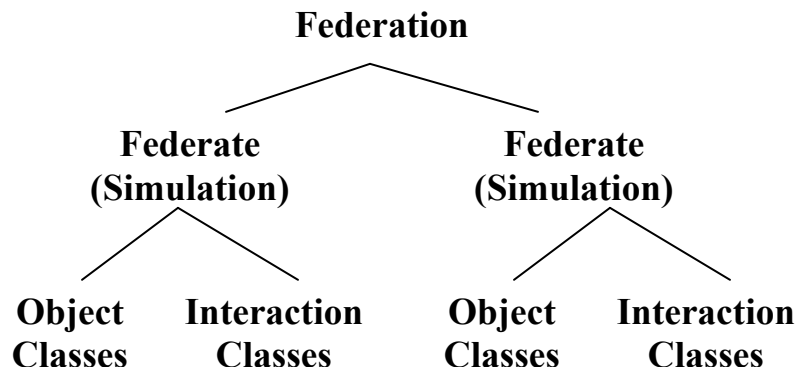 Federation
Federate
(Simulation)
Federate
(Simulation)
Object
Classes
Interaction
Classes
Object
Classes
Interaction
Classes